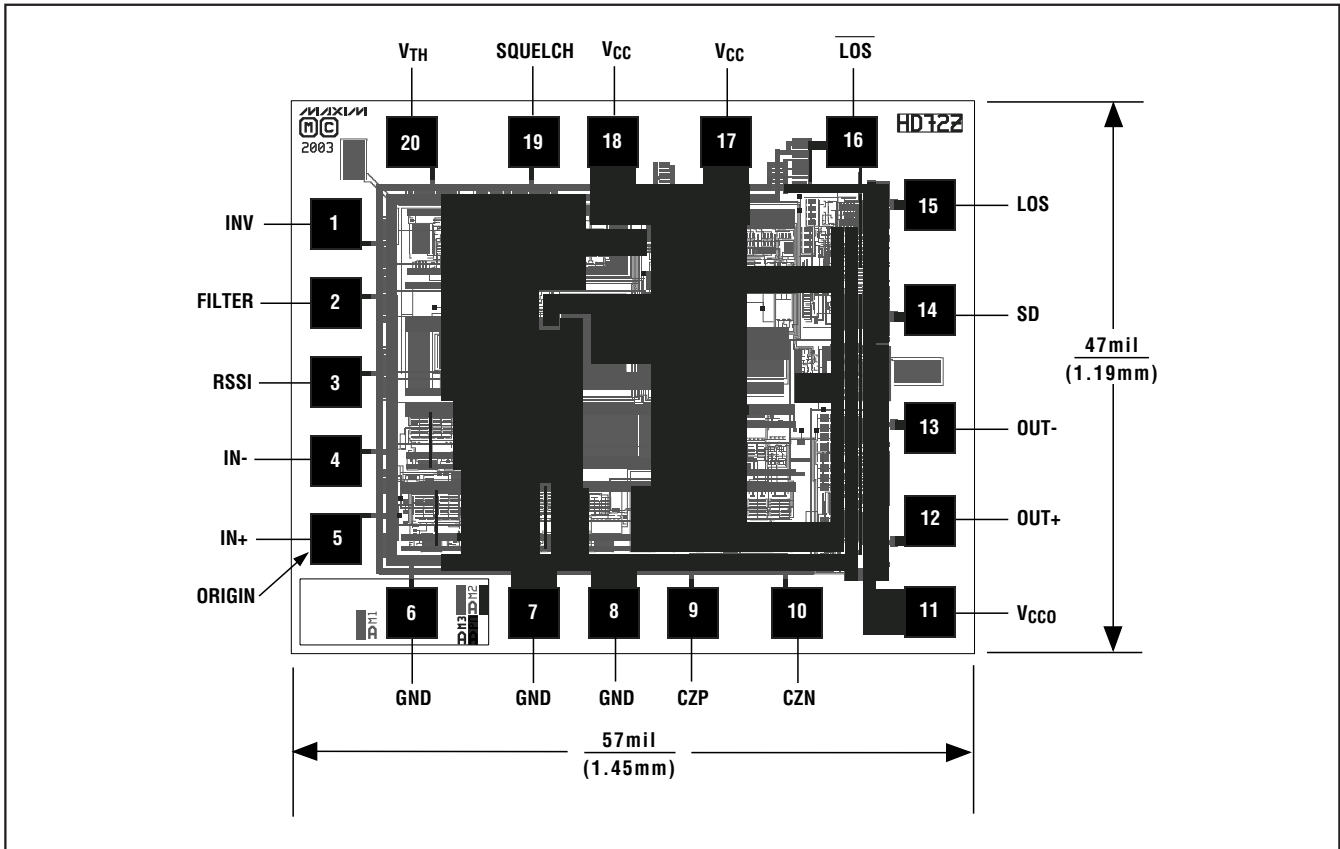 VTH SQUELCH VCC VCC L̅O̅S̅
MAXIM
MC
2003
HD72Z
20 19 18 17 16
INV 1
FILTER 2
RSSI 3
IN- 4
IN+ 5
ORIGIN
15 LOS
14 SD
13 OUT-
12 OUT+
11 VCCO
47mil
(1.19mm)
M1
M2
M3
6 7 8 9 10
GND GND GND CZP CZN
57mil
(1.45mm)